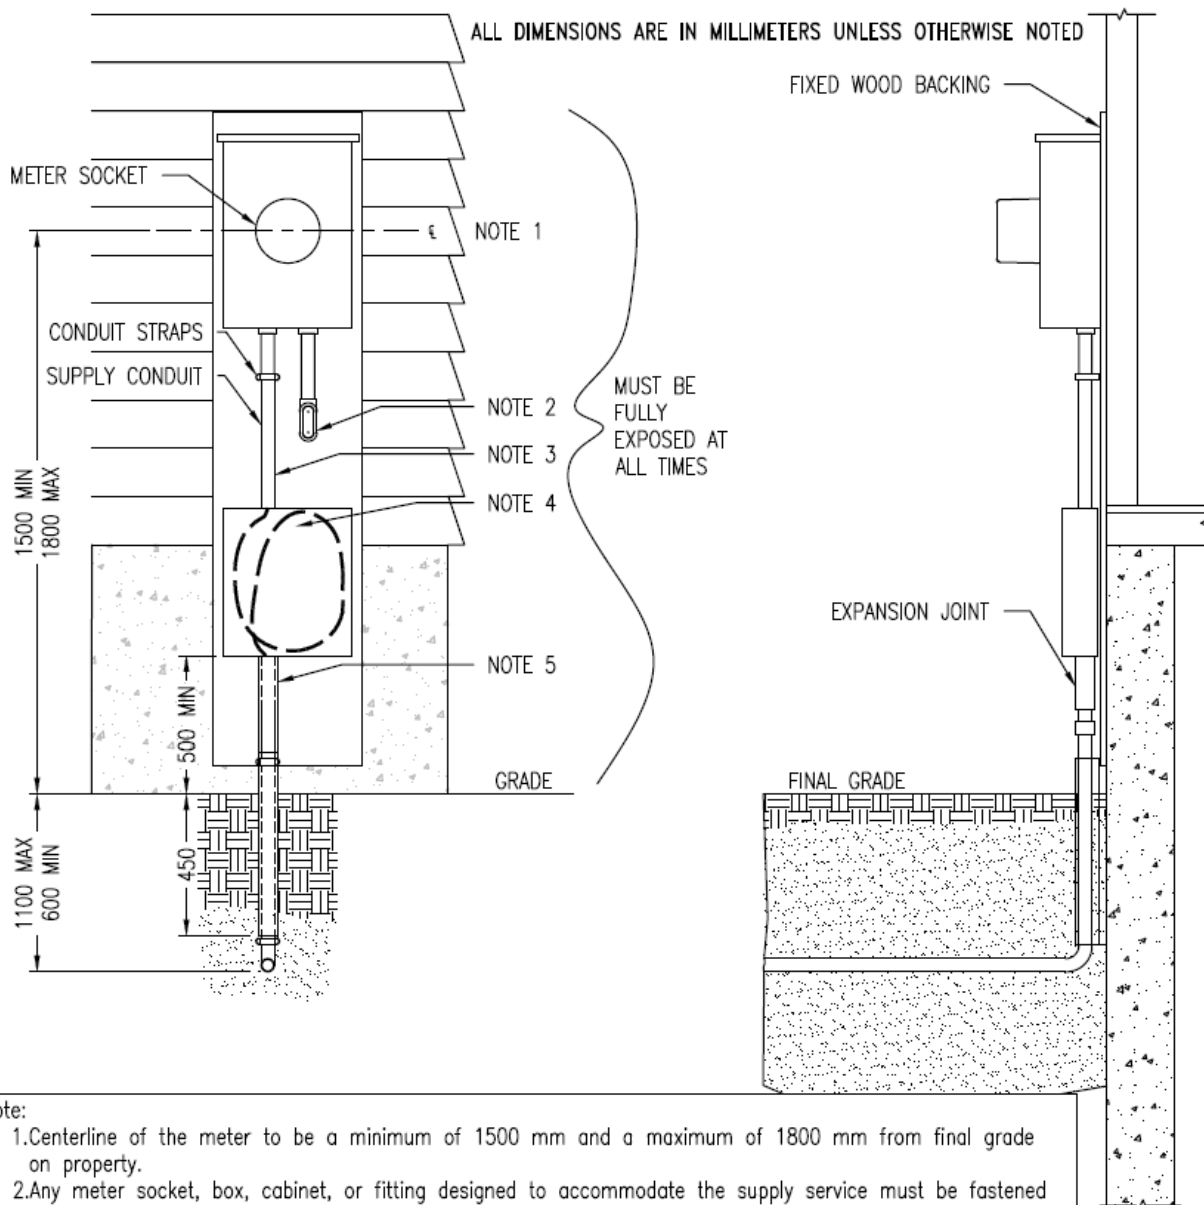 ALL DIMENSIONS ARE IN MILLIMETERS UNLESS OTHERWISE NOTED
FIXED WOOD BACKING
METER SOCKET
℄ NOTE 1
CONDUIT STRAPS
SUPPLY CONDUIT
NOTE 2
NOTE 3
NOTE 4
MUST BE
FULLY
EXPOSED AT
ALL TIMES
1500 MIN
1800 MAX
EXPANSION JOINT
NOTE 5
500 MIN
GRADE
FINAL GRADE
1100 MAX
600 MIN
450
ote:
1.Centerline of the meter to be a minimum of 1500 mm and a maximum of 1800 mm from final grade
on property.
2.Any meter socket, box, cabinet, or fitting designed to accommodate the supply service must be fastened